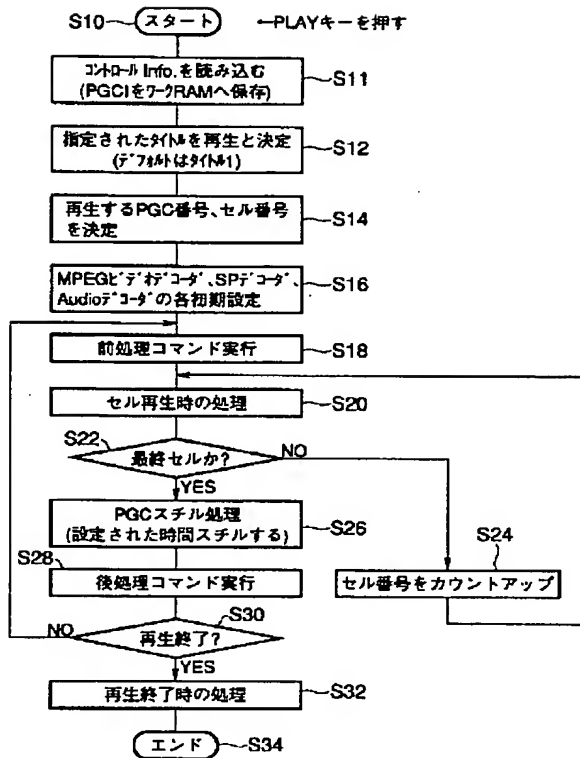 S10 スタート ←PLAYキーを押す
コントロール Info.を読み込む
(PGCIをワークRAMへ保存)
S11
指定されたタイトルを再生と決定
(デフォルトはタイトル1)
S12
再生するPGC番号、セル番号
を決定
S14
MPEGビデオデコーダ、SPデコーダ、
Audioデコーダの各初期設定
S16
前処理コマンド実行
S18
セル再生時の処理
S20
S22
最終セルか?
NO
YES
PGCスチル処理
(設定された時間スチルする)
S26
S24
セル番号をカウントアップ
S28
後処理コマンド実行
S30
再生終了?
NO
YES
再生終了時の処理
S32
エンド
S34